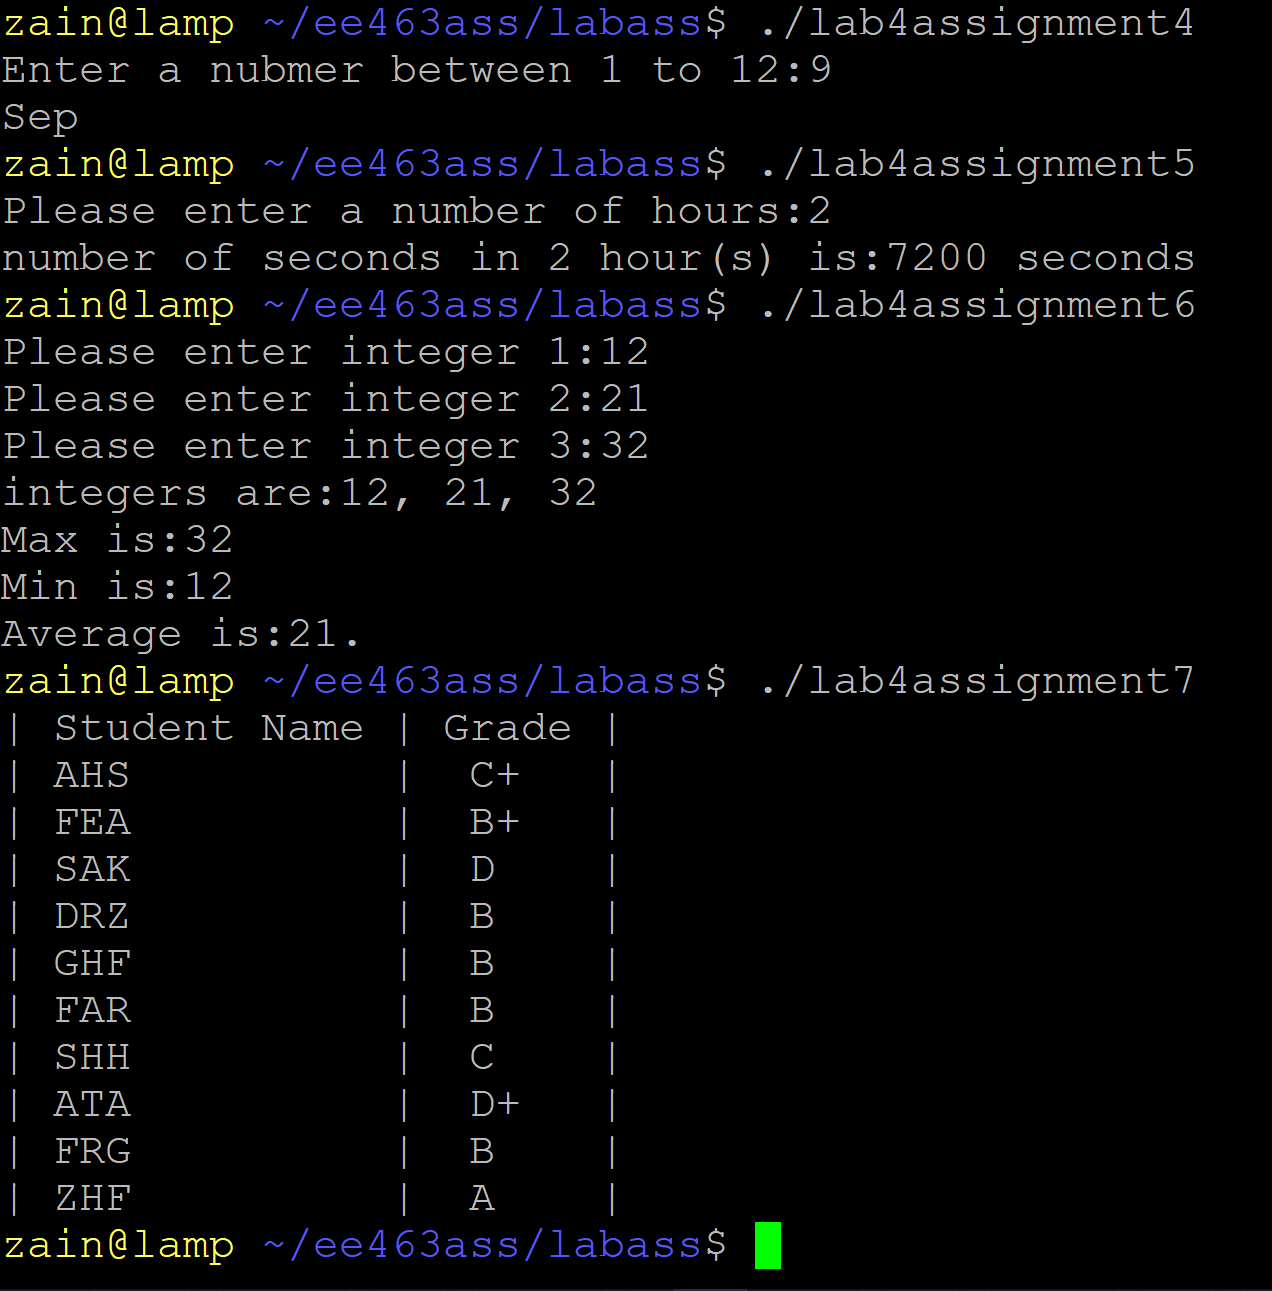 zain@lamp ~/ee463ass/labass$ ./lab4assignment4
Enter a nubmer between 1 to 12:9
Sep
zain@lamp ~/ee463ass/labass$ ./lab4assignment5
Please enter a number of hours:2
number of seconds in 2 hour(s) is:7200 seconds
zain@lamp ~/ee463ass/labass$ ./lab4assignment6
Please enter integer 1:12
Please enter integer 2:21
Please enter integer 3:32
integers are:12, 21, 32
Max is:32
Min is:12
Average is:21.
zain@lamp ~/ee463ass/labass$ ./lab4assignment7
| Student Name | Grade |
| AHS          |  C+   |
| FEA          |  B+   |
| SAK          |  D    |
| DRZ          |  B    |
| GHF          |  B    |
| FAR          |  B    |
| SHH          |  C    |
| ATA          |  D+   |
| FRG          |  B    |
| ZHF          |  A    |
zain@lamp ~/ee463ass/labass$